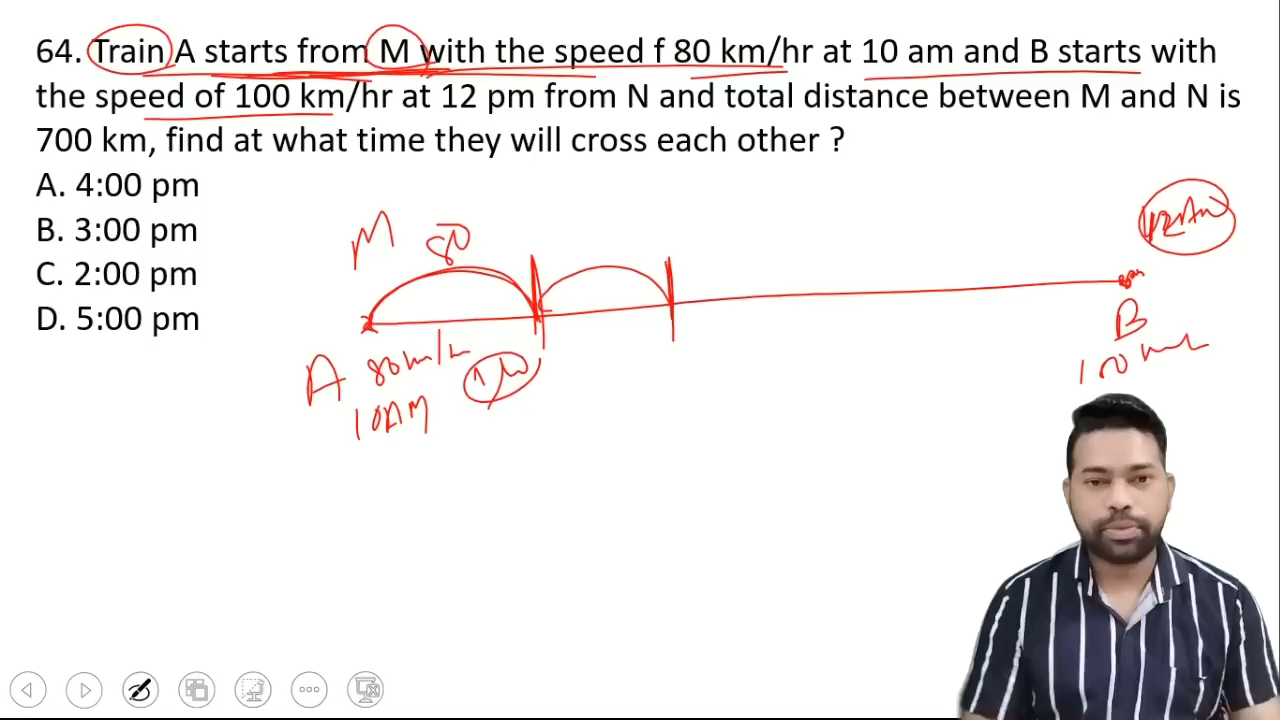 64. Train A starts from M with the speed f 80 km/hr at 10 am and B starts with
the speed of 100 km/hr at 12 pm from N and total distance between M and N is
700 km, find at what time they will cross each other ?
A. 4:00 pm
B. 3:00 pm
C. 2:00 pm
D. 5:00 pm
M
80
B
A
10AM